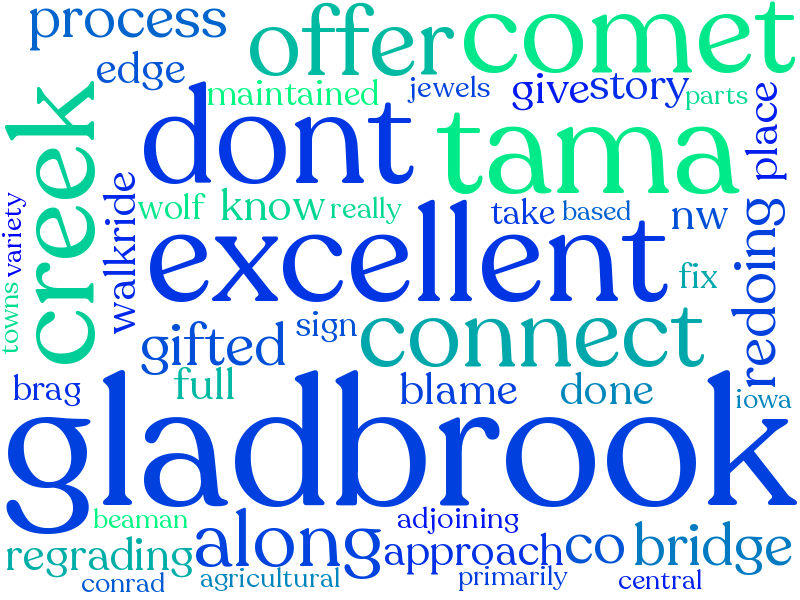 process
offer
comet
edge
maintained
jewels
give
story
parts
creek
dont
tama
place
walkride
wolf
know
really
take
based
nw
variety
excellent
redoing
towns
fix
sign
gifted
connect
brag
full
blame
done
iowa
gladbrook
beaman
along
adjoining
regrading
approach
co
bridge
conrad
agricultural
primarily
central